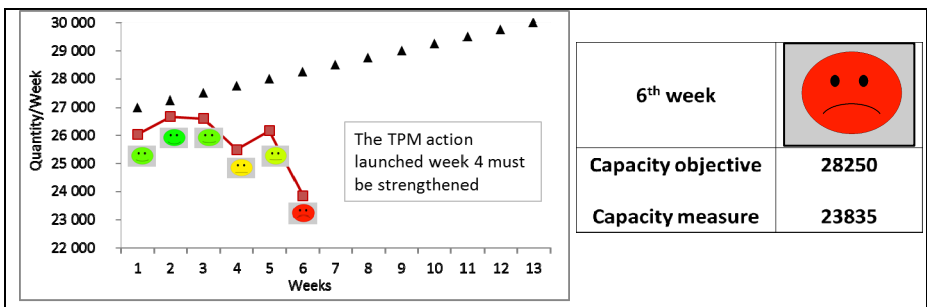 30 000
29 000
28 000
27 000
26 000
25 000
24 000
23 000
22 000
Quantity/Week
1 2 3 4 5 6 7 8 9 10 11 12 13
Weeks
The TPM action
launched week 4 must
be strengthened
6th week
Capacity objective 28250
Capacity measure 23835